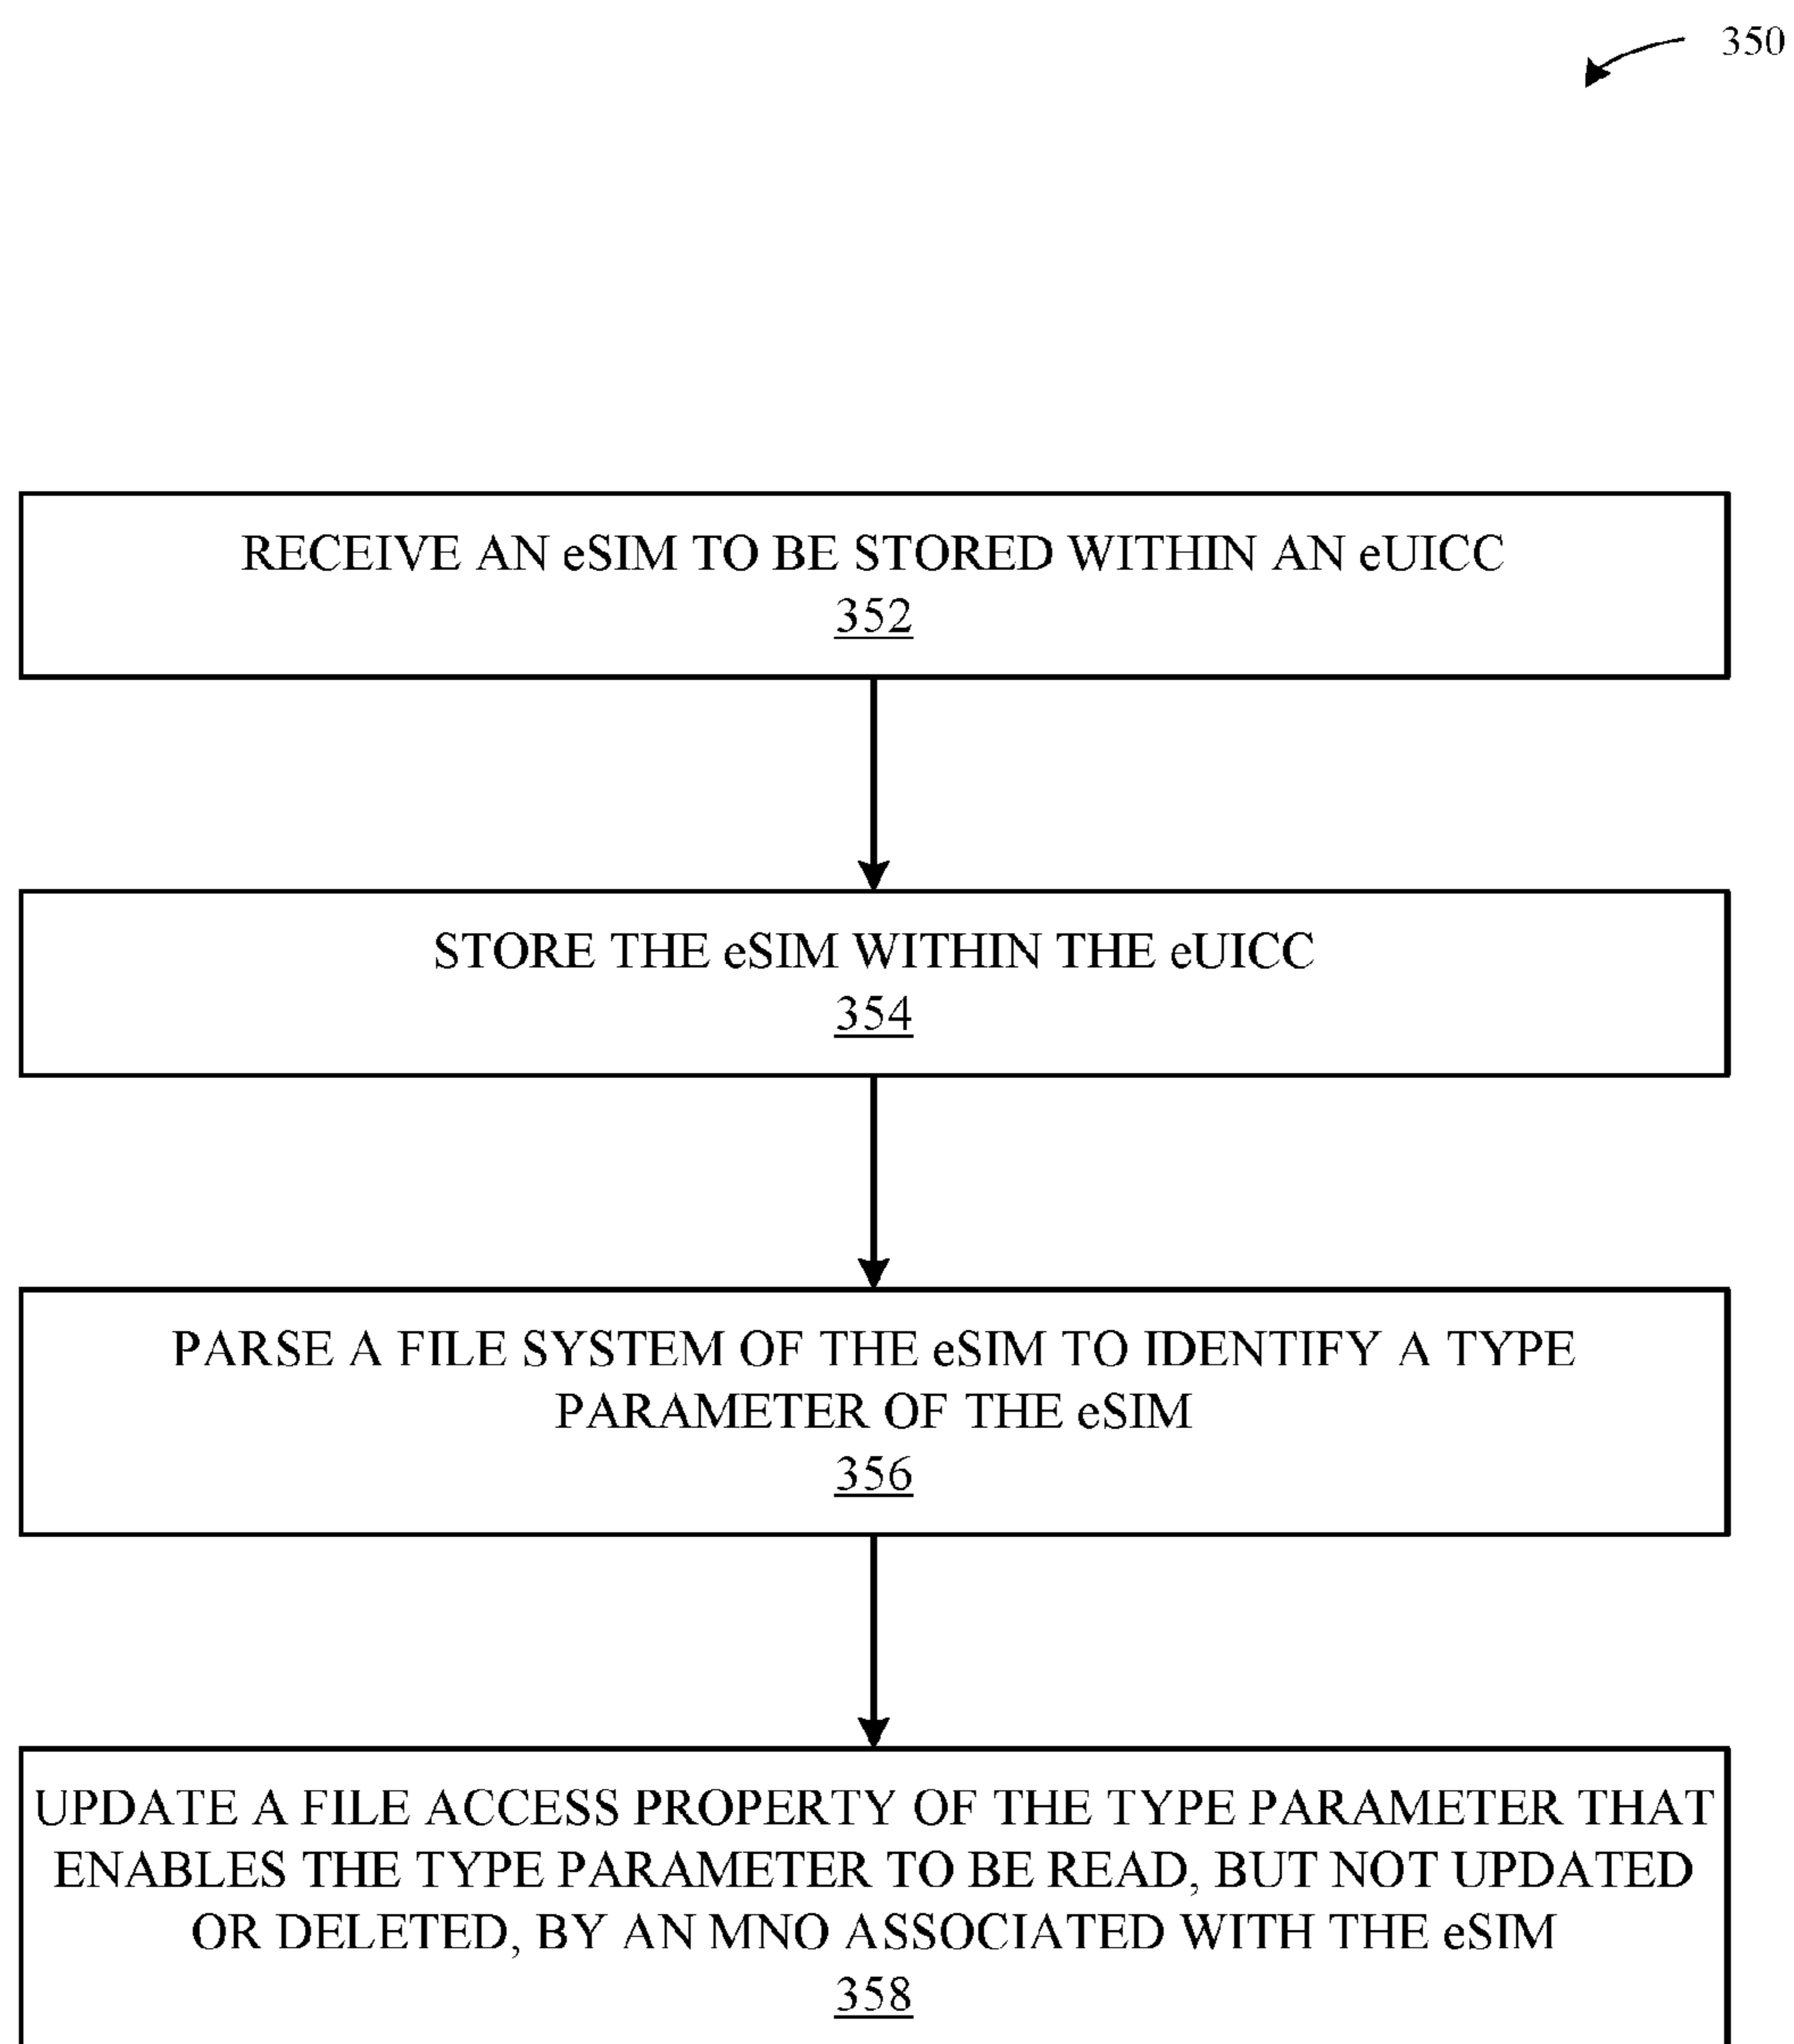 350
RECEIVE AN eSIM TO BE STORED WITHIN AN eUICC
352
STORE THE eSIM WITHIN THE eUICC
354
PARSE A FILE SYSTEM OF THE eSIM TO IDENTIFY A TYPE
PARAMETER OF THE eSIM
356
UPDATE A FILE ACCESS PROPERTY OF THE TYPE PARAMETER THAT
ENABLES THE TYPE PARAMETER TO BE READ, BUT NOT UPDATED
OR DELETED, BY AN MNO ASSOCIATED WITH THE eSIM
358